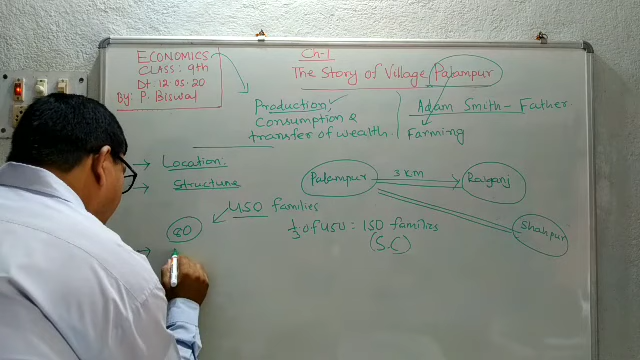 ECONOMICS
CLASS: 9th
Dt 12.05.20
By: P. Biswal
Ch-1
The Story of Village Palampur
Production:
Consumption &
transfer of wealth.
Adam Smith - Father
Farming
→ Location
→ Structure
450 families
80
1/3 of 450 = 150 families
(S.C)
Palampur
3 KM
Raiganj
Shahpur